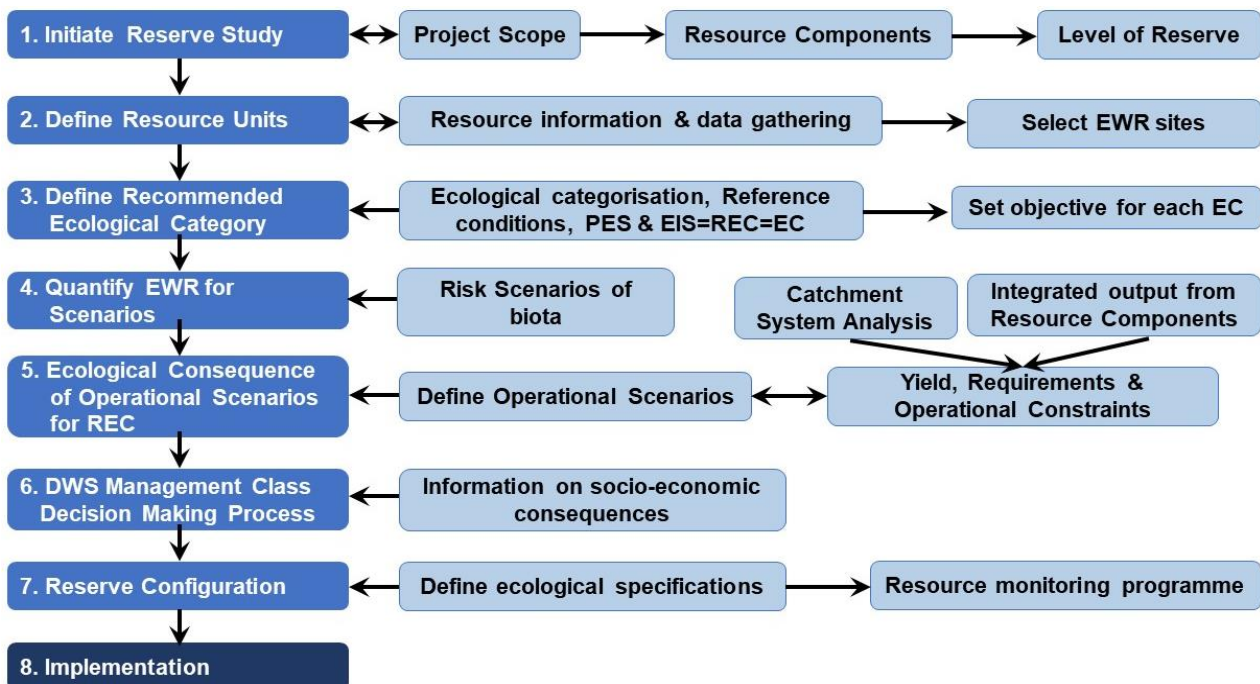 1. Initiate Reserve Study
Project Scope
Resource Components
Level of Reserve
2. Define Resource Units
Resource information & data gathering
Select EWR sites
3. Define Recommended
Ecological Category
Ecological categorisation, Reference
conditions, PES & EIS=REC=EC
Set objective for each EC
4. Quantify EWR for
Scenarios
Risk Scenarios of
biota
Catchment
System Analysis
Integrated output from
Resource Components
5. Ecological Consequence
of Operational Scenarios
for REC
Define Operational Scenarios
Yield, Requirements &
Operational Constraints
6. DWS Management Class
Decision Making Process
Information on socio-economic
consequences
7. Reserve Configuration
Define ecological specifications
Resource monitoring programme
8. Implementation